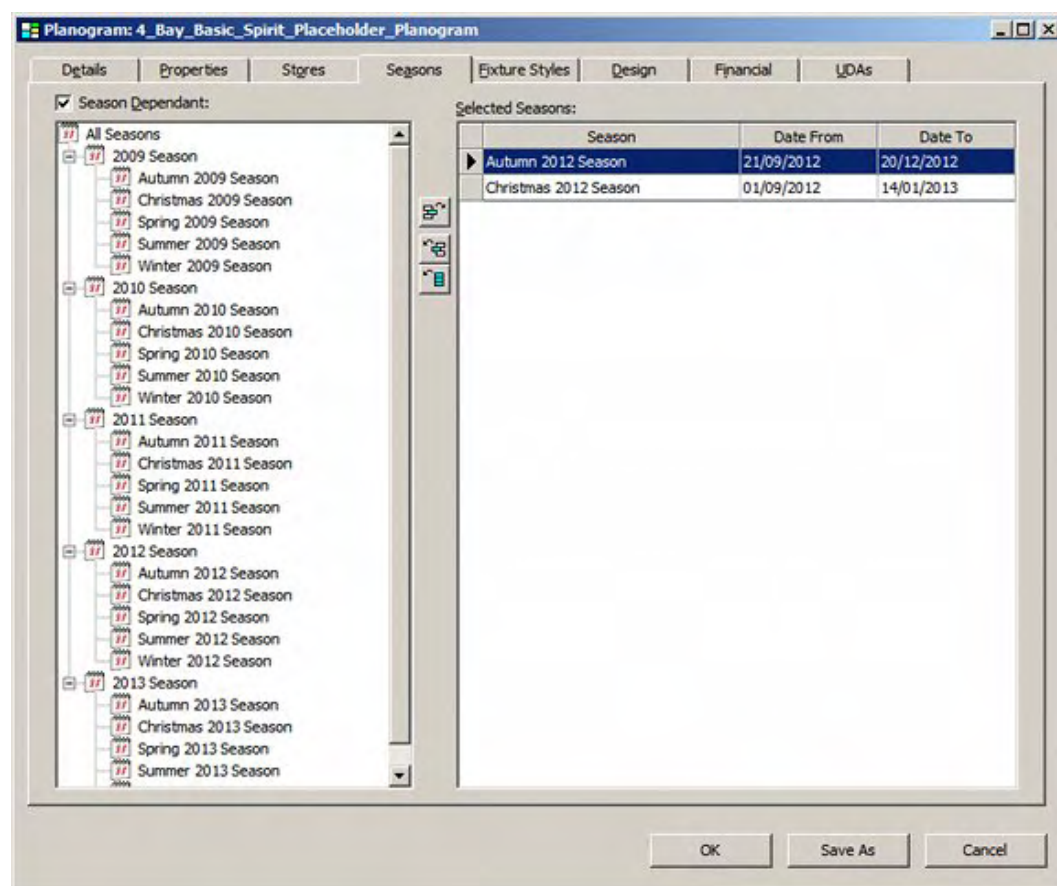 Planogram: 4_Bay_Basic_Spirit_Placeholder_Planogram
Details Properties Stores Seasons Fixture Styles Design Financial UDAs
Season Dependant:
All Seasons
2009 Season
Autumn 2009 Season
Christmas 2009 Season
Spring 2009 Season
Summer 2009 Season
Winter 2009 Season
2010 Season
Autumn 2010 Season
Christmas 2010 Season
Spring 2010 Season
Summer 2010 Season
Winter 2010 Season
2011 Season
Autumn 2011 Season
Christmas 2011 Season
Spring 2011 Season
Summer 2011 Season
Winter 2011 Season
2012 Season
Autumn 2012 Season
Christmas 2012 Season
Spring 2012 Season
Summer 2012 Season
Winter 2012 Season
2013 Season
Autumn 2013 Season
Christmas 2013 Season
Spring 2013 Season
Summer 2013 Season
Selected Seasons:
Season Date From Date To
Autumn 2012 Season 21/09/2012 20/12/2012
Christmas 2012 Season 01/09/2012 14/01/2013
OK Save As Cancel